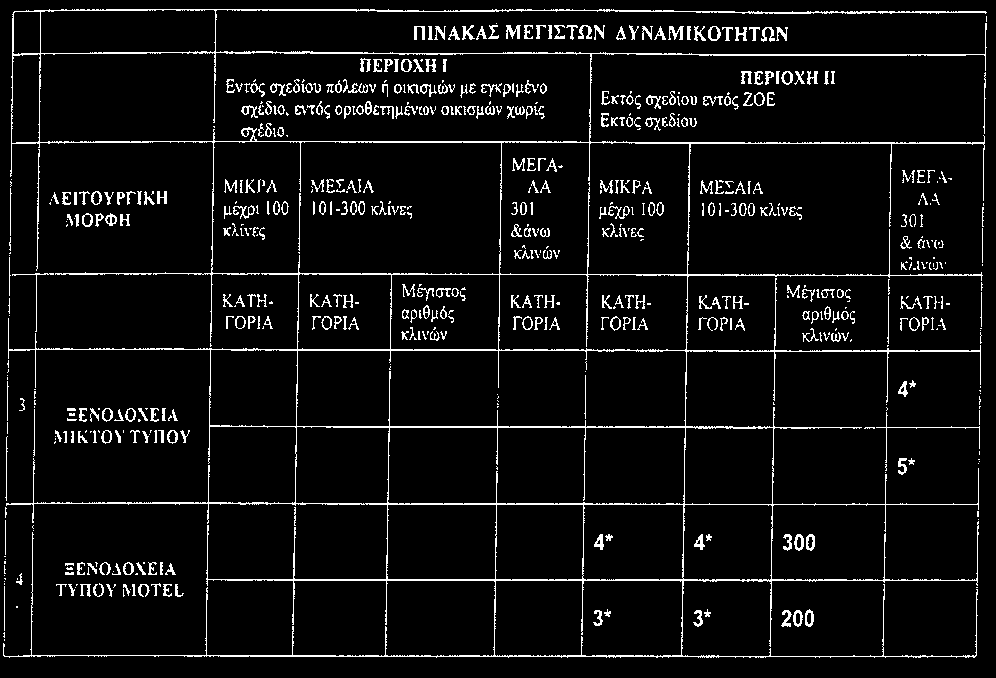 ΠΙΝΑΚΑΣ ΜΕΓΙΣΤΩΝ ΔΥΝΑΜΙΚΟΤΗΤΩΝ
ΠΕΡΙΟΧΗ Ι
Εντός σχεδίου πόλεων ή οικισμών με εγκριμένο
σχέδιο, εντός οριοθετημένων οικισμών χωρίς
σχέδιο.
ΠΕΡΙΟΧΗ ΙΙ
Εκτός σχεδίου εντός ΖΟΕ
Εκτός σχεδίου
ΛΕΙΤΟΥΡΓΙΚΗ
ΜΟΡΦΗ
ΜΙΚΡΑ
μέχρι 100
κλίνες
ΜΕΣΑΙΑ
101-300 κλίνες
ΜΕΓΑ-
ΛΑ
301
&άνω
κλινών
ΜΙΚΡΑ
μέχρι 100
κλίνες
ΜΕΣΑΙΑ
101-300 κλίνες
ΜΕΓΑ-
ΛΑ
301
& άνω
κλινών
ΚΑΤΗ-
ΓΟΡΙΑ
ΚΑΤΗ-
ΓΟΡΙΑ
Μέγιστος
αριθμός
κλινών
ΚΑΤΗ-
ΓΟΡΙΑ
ΚΑΤΗ-
ΓΟΡΙΑ
ΚΑΤΗ-
ΓΟΡΙΑ
Μέγιστος
αριθμός
κλινών.
ΚΑΤΗ-
ΓΟΡΙΑ
3
ΞΕΝΟΔΟΧΕΙΑ
ΜΙΚΤΟΥ ΤΥΠΟΥ
4*
5*
4
.
ΞΕΝΟΔΟΧΕΙΑ
ΤΥΠΟΥ MOTEL
4* 4* 300
3* 3* 200